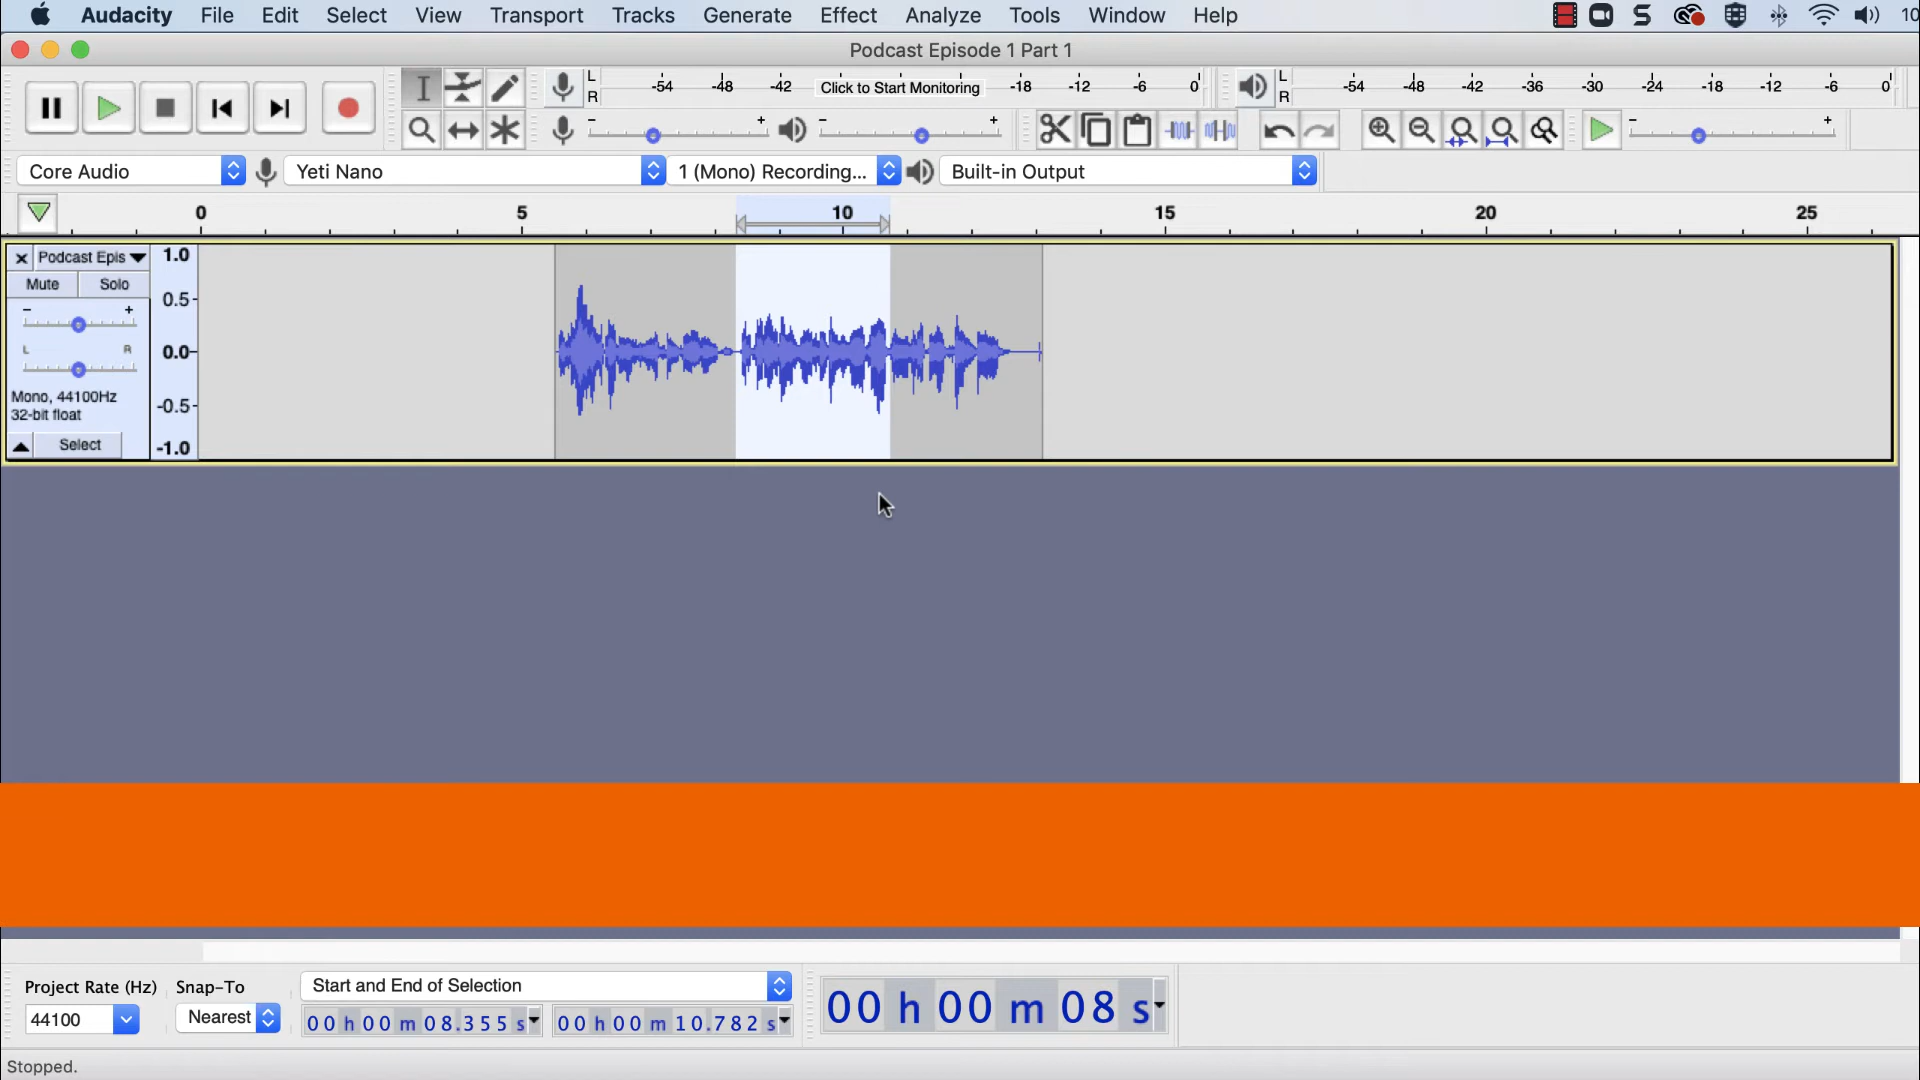 Audacity File Edit Select View Transport Tracks Generate Effect Analyze Tools Window Help 10
Podcast Episode 1 Part 1
L R -54 -48 -42 Click to Start Monitoring -18 -12 -6 0
L R -54 -48 -42 -36 -30 -24 -18 -12 -6 0
Core Audio Yeti Nano 1 (Mono) Recording... Built-in Output
0 5 10 15 20 25
Podcast Epis
Mute Solo
L R
Mono, 44100Hz
32-bit float
Select
1.0
0.5-
0.0-
-0.5-
-1.0
Project Rate (Hz) Snap-To Start and End of Selection
44100 Nearest 00 h 00 m 08.355 s 00 h 00 m 10.782 s
00 h 00 m 08 s
Stopped.